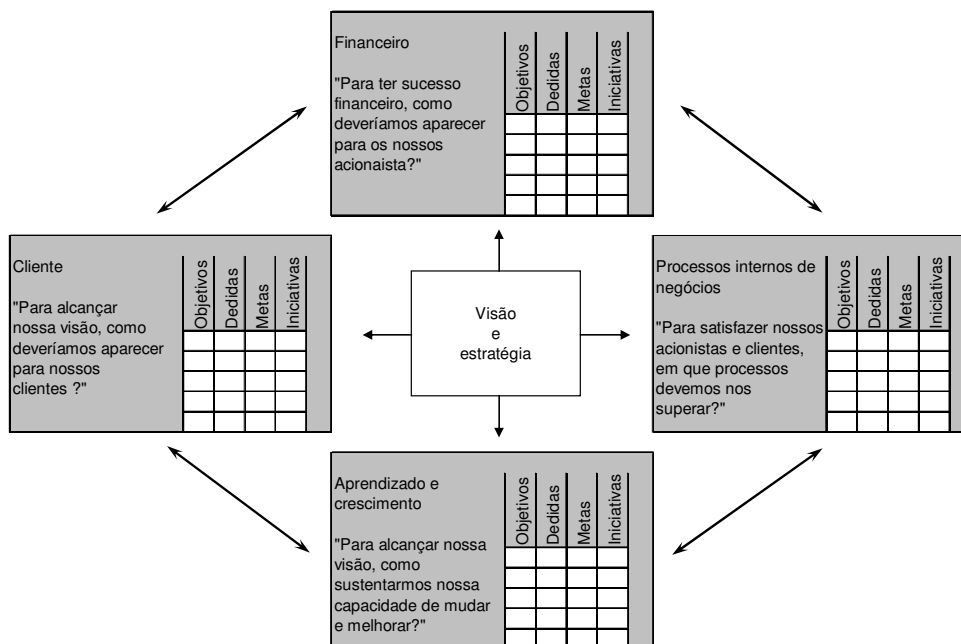 Financeiro
"Para ter sucesso
financeiro, como
deveríamos aparecer
para os nossos
acionaista?"
Objetivos
Dedidas
Metas
Iniciativas
Cliente
"Para alcançar
nossa visão, como
deveríamos aparecer
para nossos
clientes ?"
Objetivos
Dedidas
Metas
Iniciativas
Visão
e
estratégia
Processos internos de
negócios
"Para satisfazer nossos
acionistas e clientes,
em que processos
devemos nos
superar?"
Objetivos
Dedidas
Metas
Iniciativas
Aprendizado e
crescimento
"Para alcançar nossa
visão, como
sustentarmos nossa
capacidade de mudar
e melhorar?"
Objetivos
Dedidas
Metas
Iniciativas